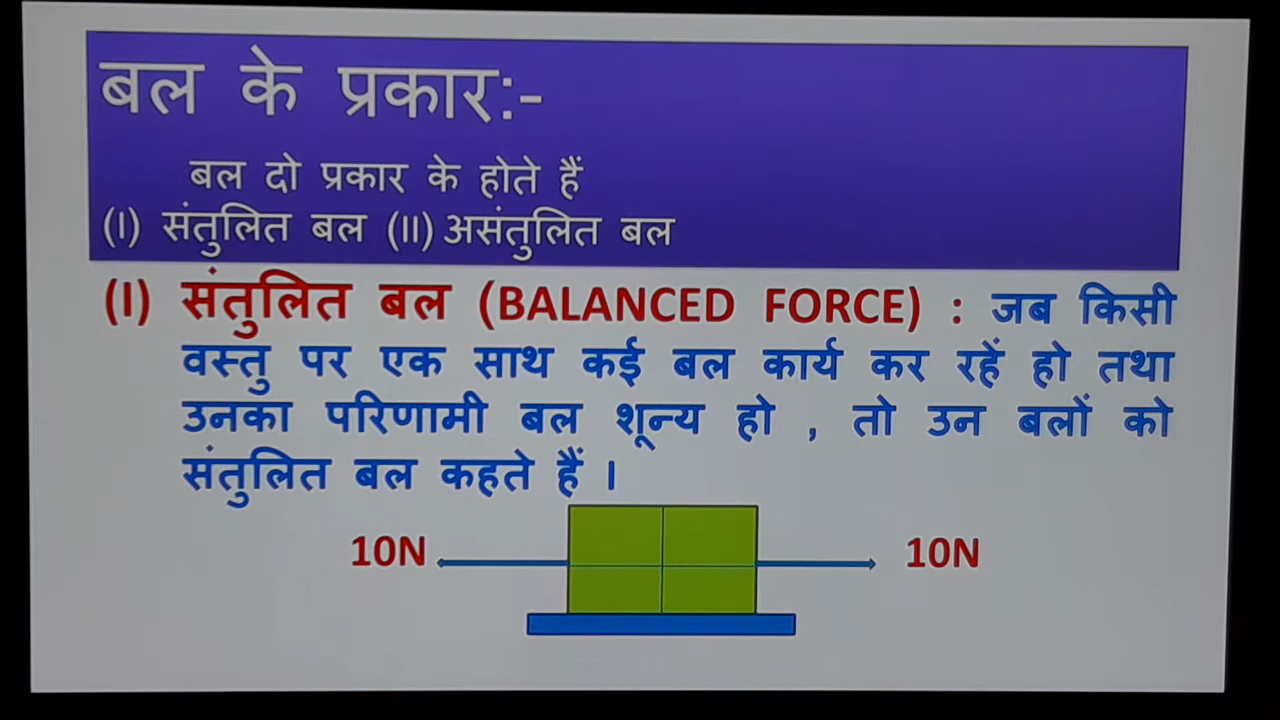 बल के प्रकार:-
बल दो प्रकार के होते हैं
(I) संतुलित बल (II) असंतुलित बल
(I) संतुलित बल (BALANCED FORCE) : जब किसी
वस्तु पर एक साथ कई बल कार्य कर रहें हो तथा
उनका परिणामी बल शून्य हो , तो उन बलों को
संतुलित बल कहते हैं ।
10N 10N